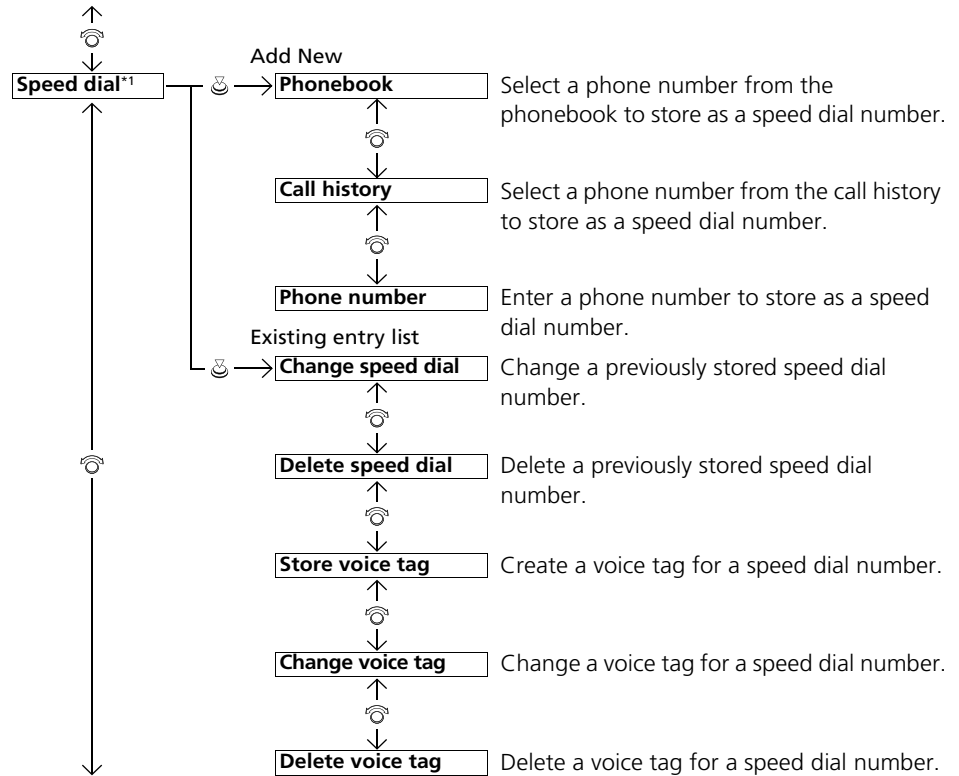 Add New
Speed dial*1
Phonebook
Select a phone number from the
phonebook to store as a speed dial number.
Call history
Select a phone number from the call history
to store as a speed dial number.
Phone number
Enter a phone number to store as a speed
dial number.
Existing entry list
Change speed dial
Change a previously stored speed dial
number.
Delete speed dial
Delete a previously stored speed dial
number.
Store voice tag
Create a voice tag for a speed dial number.
Change voice tag
Change a voice tag for a speed dial number.
Delete voice tag
Delete a voice tag for a speed dial number.